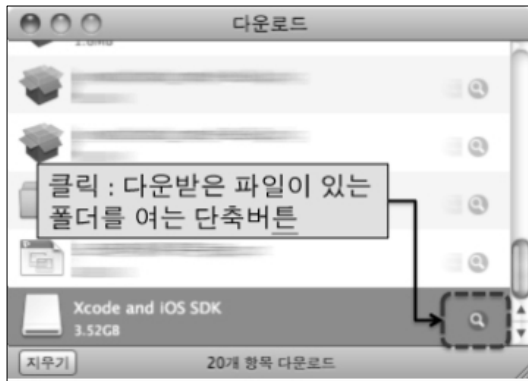 다운로드
1.8MB
클릭 : 다운받은 파일이 있는
폴더를 여는 단축버튼
Xcode and iOS SDK
3.52GB
지우기
20개 항목 다운로드